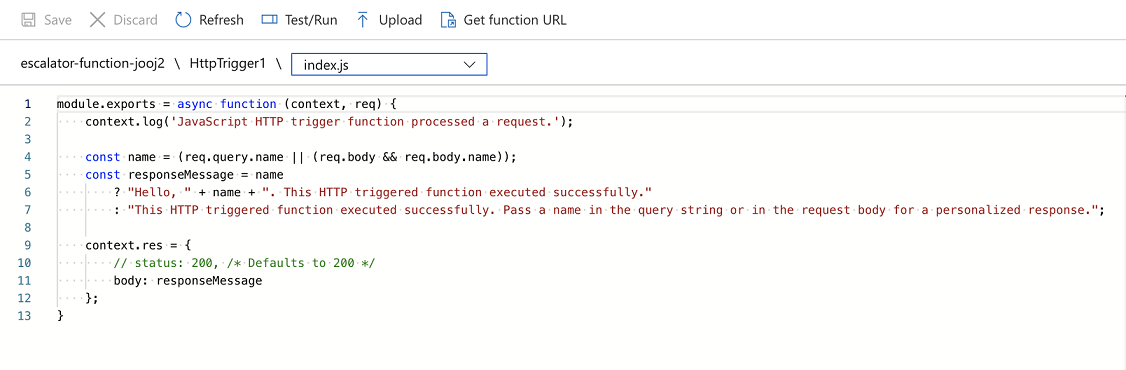 Save Discard Refresh Test/Run Upload Get function URL
escalator-function-jooj2 \ HttpTrigger1 \ index.js
1 module.exports = async function (context, req) {
2     context.log('JavaScript HTTP trigger function processed a request.');
3
4     const name = (req.query.name || (req.body && req.body.name));
5     const responseMessage = name
6         ? "Hello, " + name + ". This HTTP triggered function executed successfully."
7         : "This HTTP triggered function executed successfully. Pass a name in the query string or in the request body for a personalized response.";
8
9     context.res = {
10         // status: 200, /* Defaults to 200 */
11         body: responseMessage
12     };
13 }